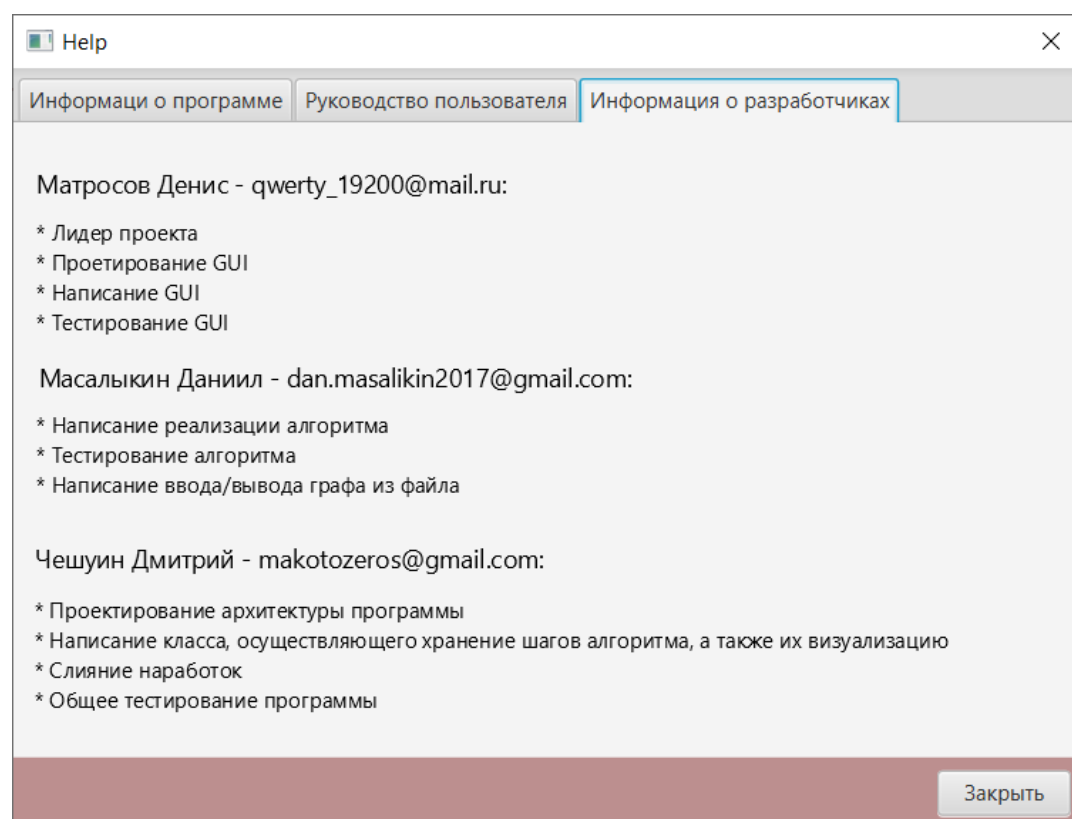 Help
Информаци о программе Руководство пользователя Информация о разработчиках
Матросов Денис - qwerty_19200@mail.ru:
* Лидер проекта
* Проетирование GUI
* Написание GUI
* Тестирование GUI
Масалыкин Даниил - dan.masalikin2017@gmail.com:
* Написание реализации алгоритма
* Тестирование алгоритма
* Написание ввода/вывода графа из файла
Чешуин Дмитрий - makotozeros@gmail.com:
* Проектирование архитектуры программы
* Написание класса, осуществляющего хранение шагов алгоритма, а также их визуализацию
* Слияние наработок
* Общее тестирование программы
Закрыть